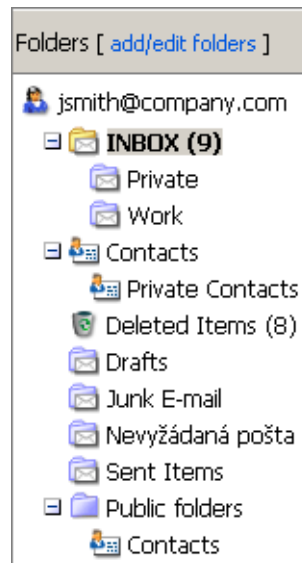 Folders [ add/edit folders ]
jsmith@company.com
INBOX (9)
Private
Work
Contacts
Private Contacts
Deleted Items (8)
Drafts
Junk E-mail
Nevyžádaná pošta
Sent Items
Public folders
Contacts